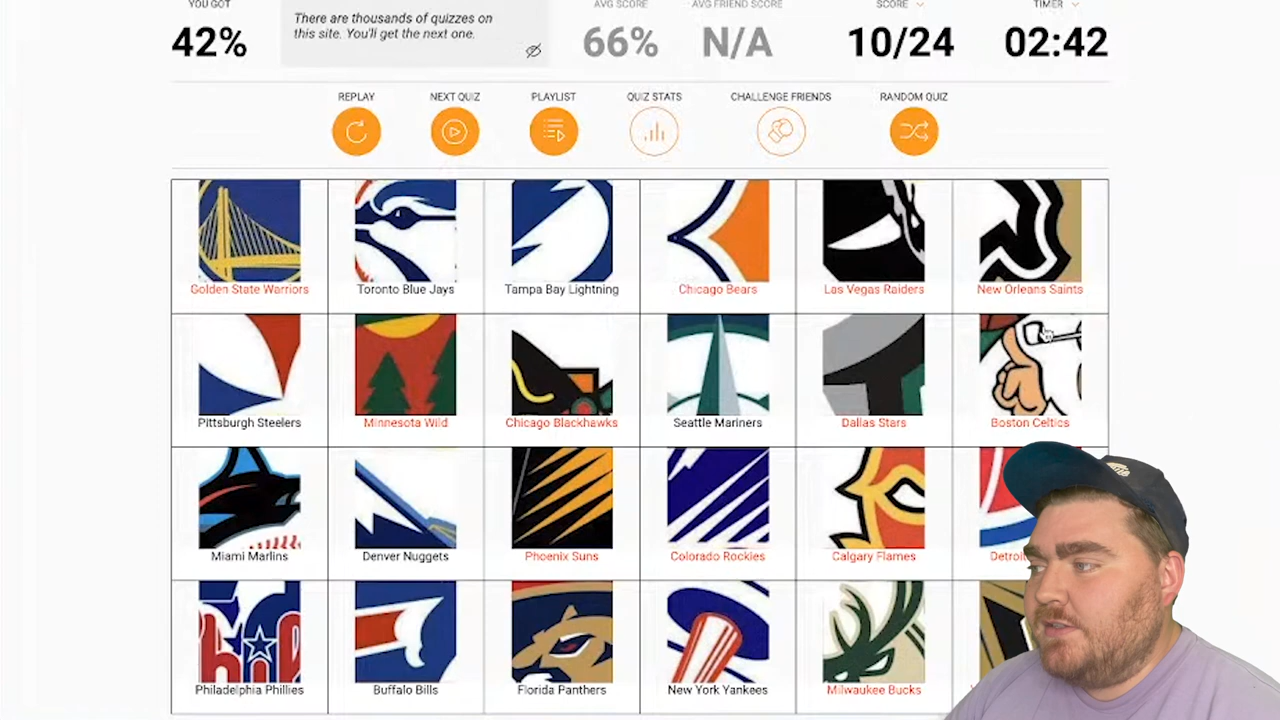 YOU GOT
42%
There are thousands of quizzes on
this site. You'll get the next one.
AVG SCORE
66%
AVG FRIEND SCORE
N/A
SCORE
10/24
TIMER
02:42
REPLAY
NEXT QUIZ
PLAYLIST
QUIZ STATS
CHALLENGE FRIENDS
RANDOM QUIZ
Golden State Warriors
Toronto Blue Jays
Tampa Bay Lightning
Chicago Bears
Las Vegas Raiders
New Orleans Saints
Pittsburgh Steelers
Minnesota Wild
Chicago Blackhawks
Seattle Mariners
Dallas Stars
Boston Celtics
Miami Marlins
Denver Nuggets
Phoenix Suns
Colorado Rockies
Calgary Flames
Detroi
Philadelphia Phillies
Buffalo Bills
Florida Panthers
New York Yankees
Milwaukee Bucks